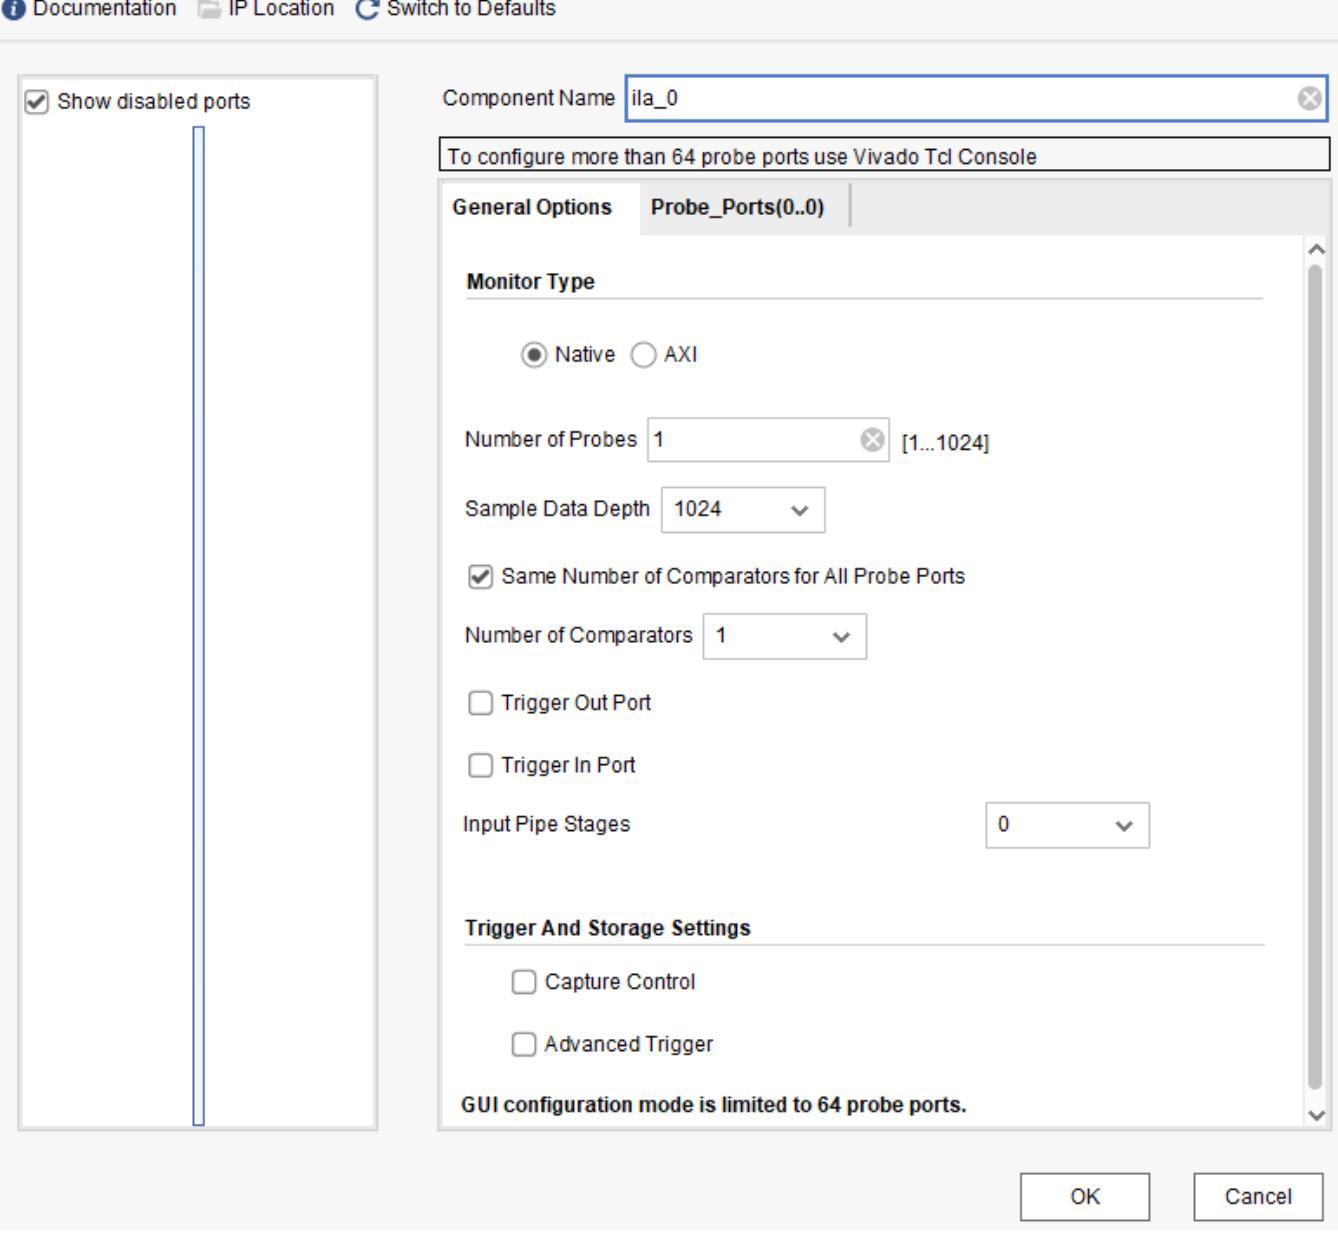 Documentation IP Location Switch to Defaults
Show disabled ports
Component Name ila_0
To configure more than 64 probe ports use Vivado Tcl Console
General Options Probe_Ports(0..0)
Monitor Type
Native AXI
Number of Probes 1 [1...1024]
Sample Data Depth 1024
Same Number of Comparators for All Probe Ports
Number of Comparators 1
Trigger Out Port
Trigger In Port
Input Pipe Stages 0
Trigger And Storage Settings
Capture Control
Advanced Trigger
GUI configuration mode is limited to 64 probe ports.
OK Cancel